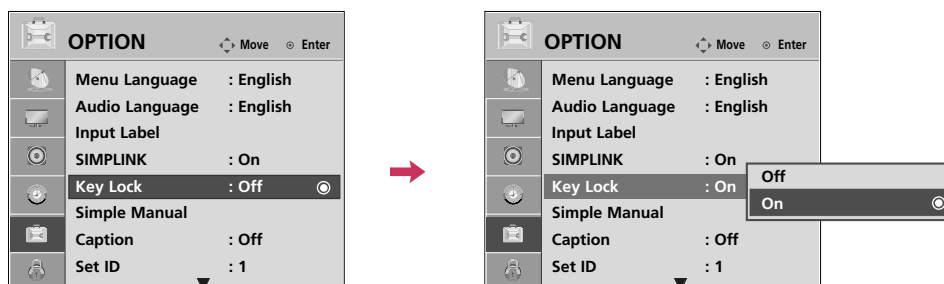 OPTION Move Enter
Menu Language : English
Audio Language : English
Input Label
SIMPLINK : On
Key Lock : Off
Simple Manual
Caption : Off
Set ID : 1
OPTION Move Enter
Menu Language : English
Audio Language : English
Input Label
SIMPLINK : On
Key Lock : On
Simple Manual
Caption : Off
Set ID : 1
Off
On